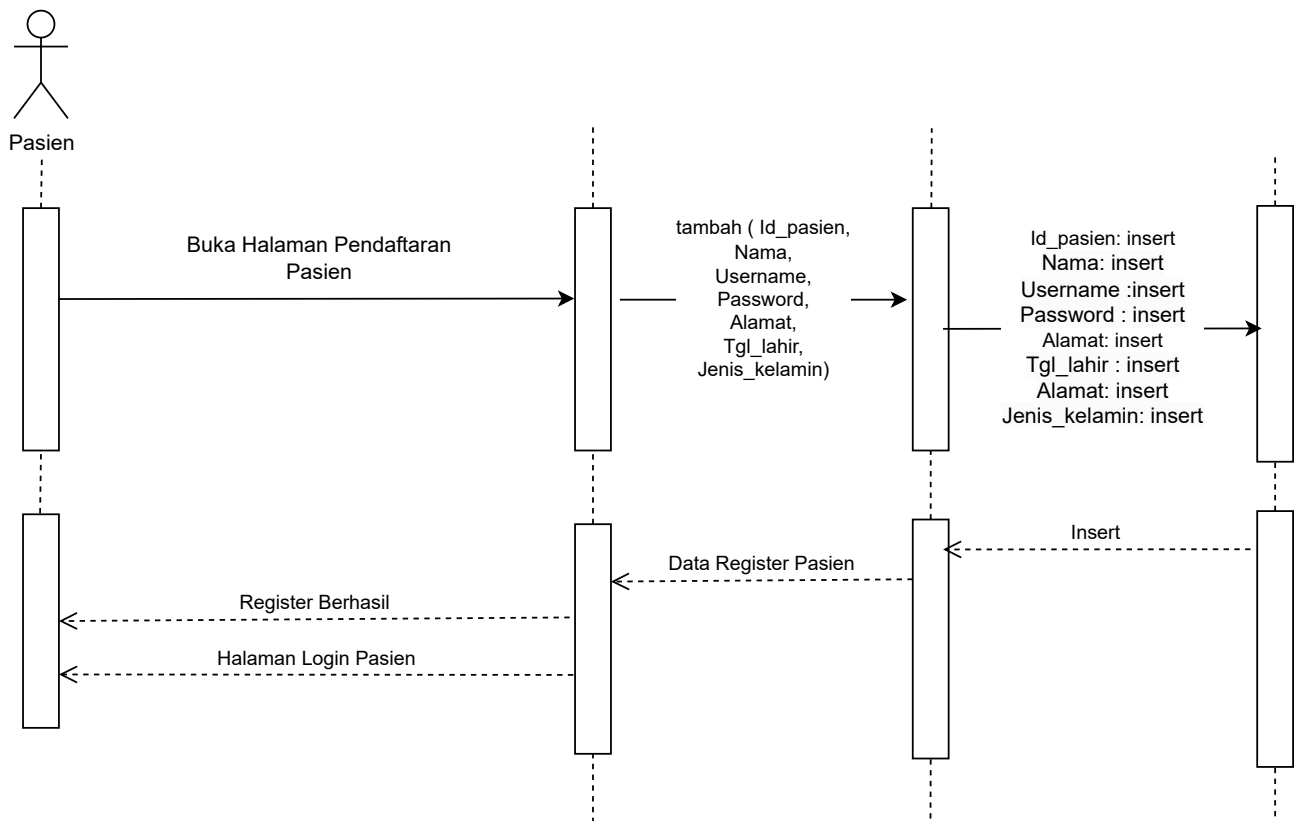 Pasien
Buka Halaman Pendaftaran
Pasien
tambah ( Id_pasien,
Nama,
Username,
Password,
Alamat,
Tgl_lahir,
Jenis_kelamin)
Id_pasien: insert
Nama: insert
Username :insert
Password : insert
Alamat: insert
Tgl_lahir : insert
Alamat: insert
Jenis_kelamin: insert
Insert
Data Register Pasien
Register Berhasil
Halaman Login Pasien